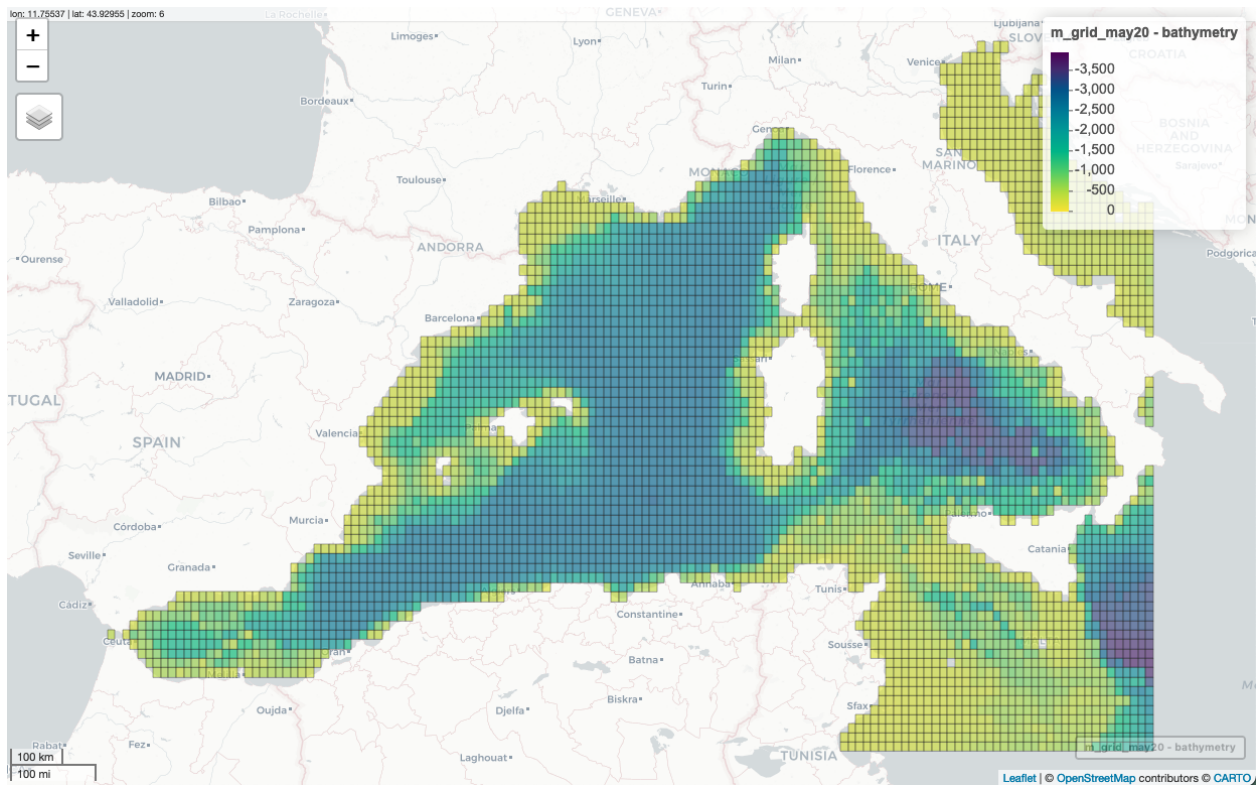 lon: 11.75537 | lat: 43.92955 | zoom: 6
La Rochelle
GENEVA
Ljubljana
Limoges
Lyon
Milan
Venice
Turin
CROATIA
m_grid_may20 - bathymetry
-3,500
-3,000
-2,500
-2,000
-1,500
-1,000
-500
0
+
−
Bordeaux
BOSNIA
AND
HERZEGOVINA
Sarajevo
Genoa
SAN
MARINO
Florence
Toulouse
Marseille
Bilbao
Pamplona
ANDORRA
ITALY
Podgorica
Ourense
ROME
Valladolid
Zaragoza
Barcelona
MADRID
SPAIN
Valencia
Palma
Córdoba
Murcia
Palermo
Catania
Seville
Granada
Cádiz
Annaba
Tunis
Constantine
Ceuta
Sousse
Batna
Biskra
Sfax
Oujda
Djelfa
Rabat
Fez
Laghouat
TUNISIA
100 km
100 mi
m_grid_may20 - bathymetry
Leaflet | © OpenStreetMap contributors © CARTO